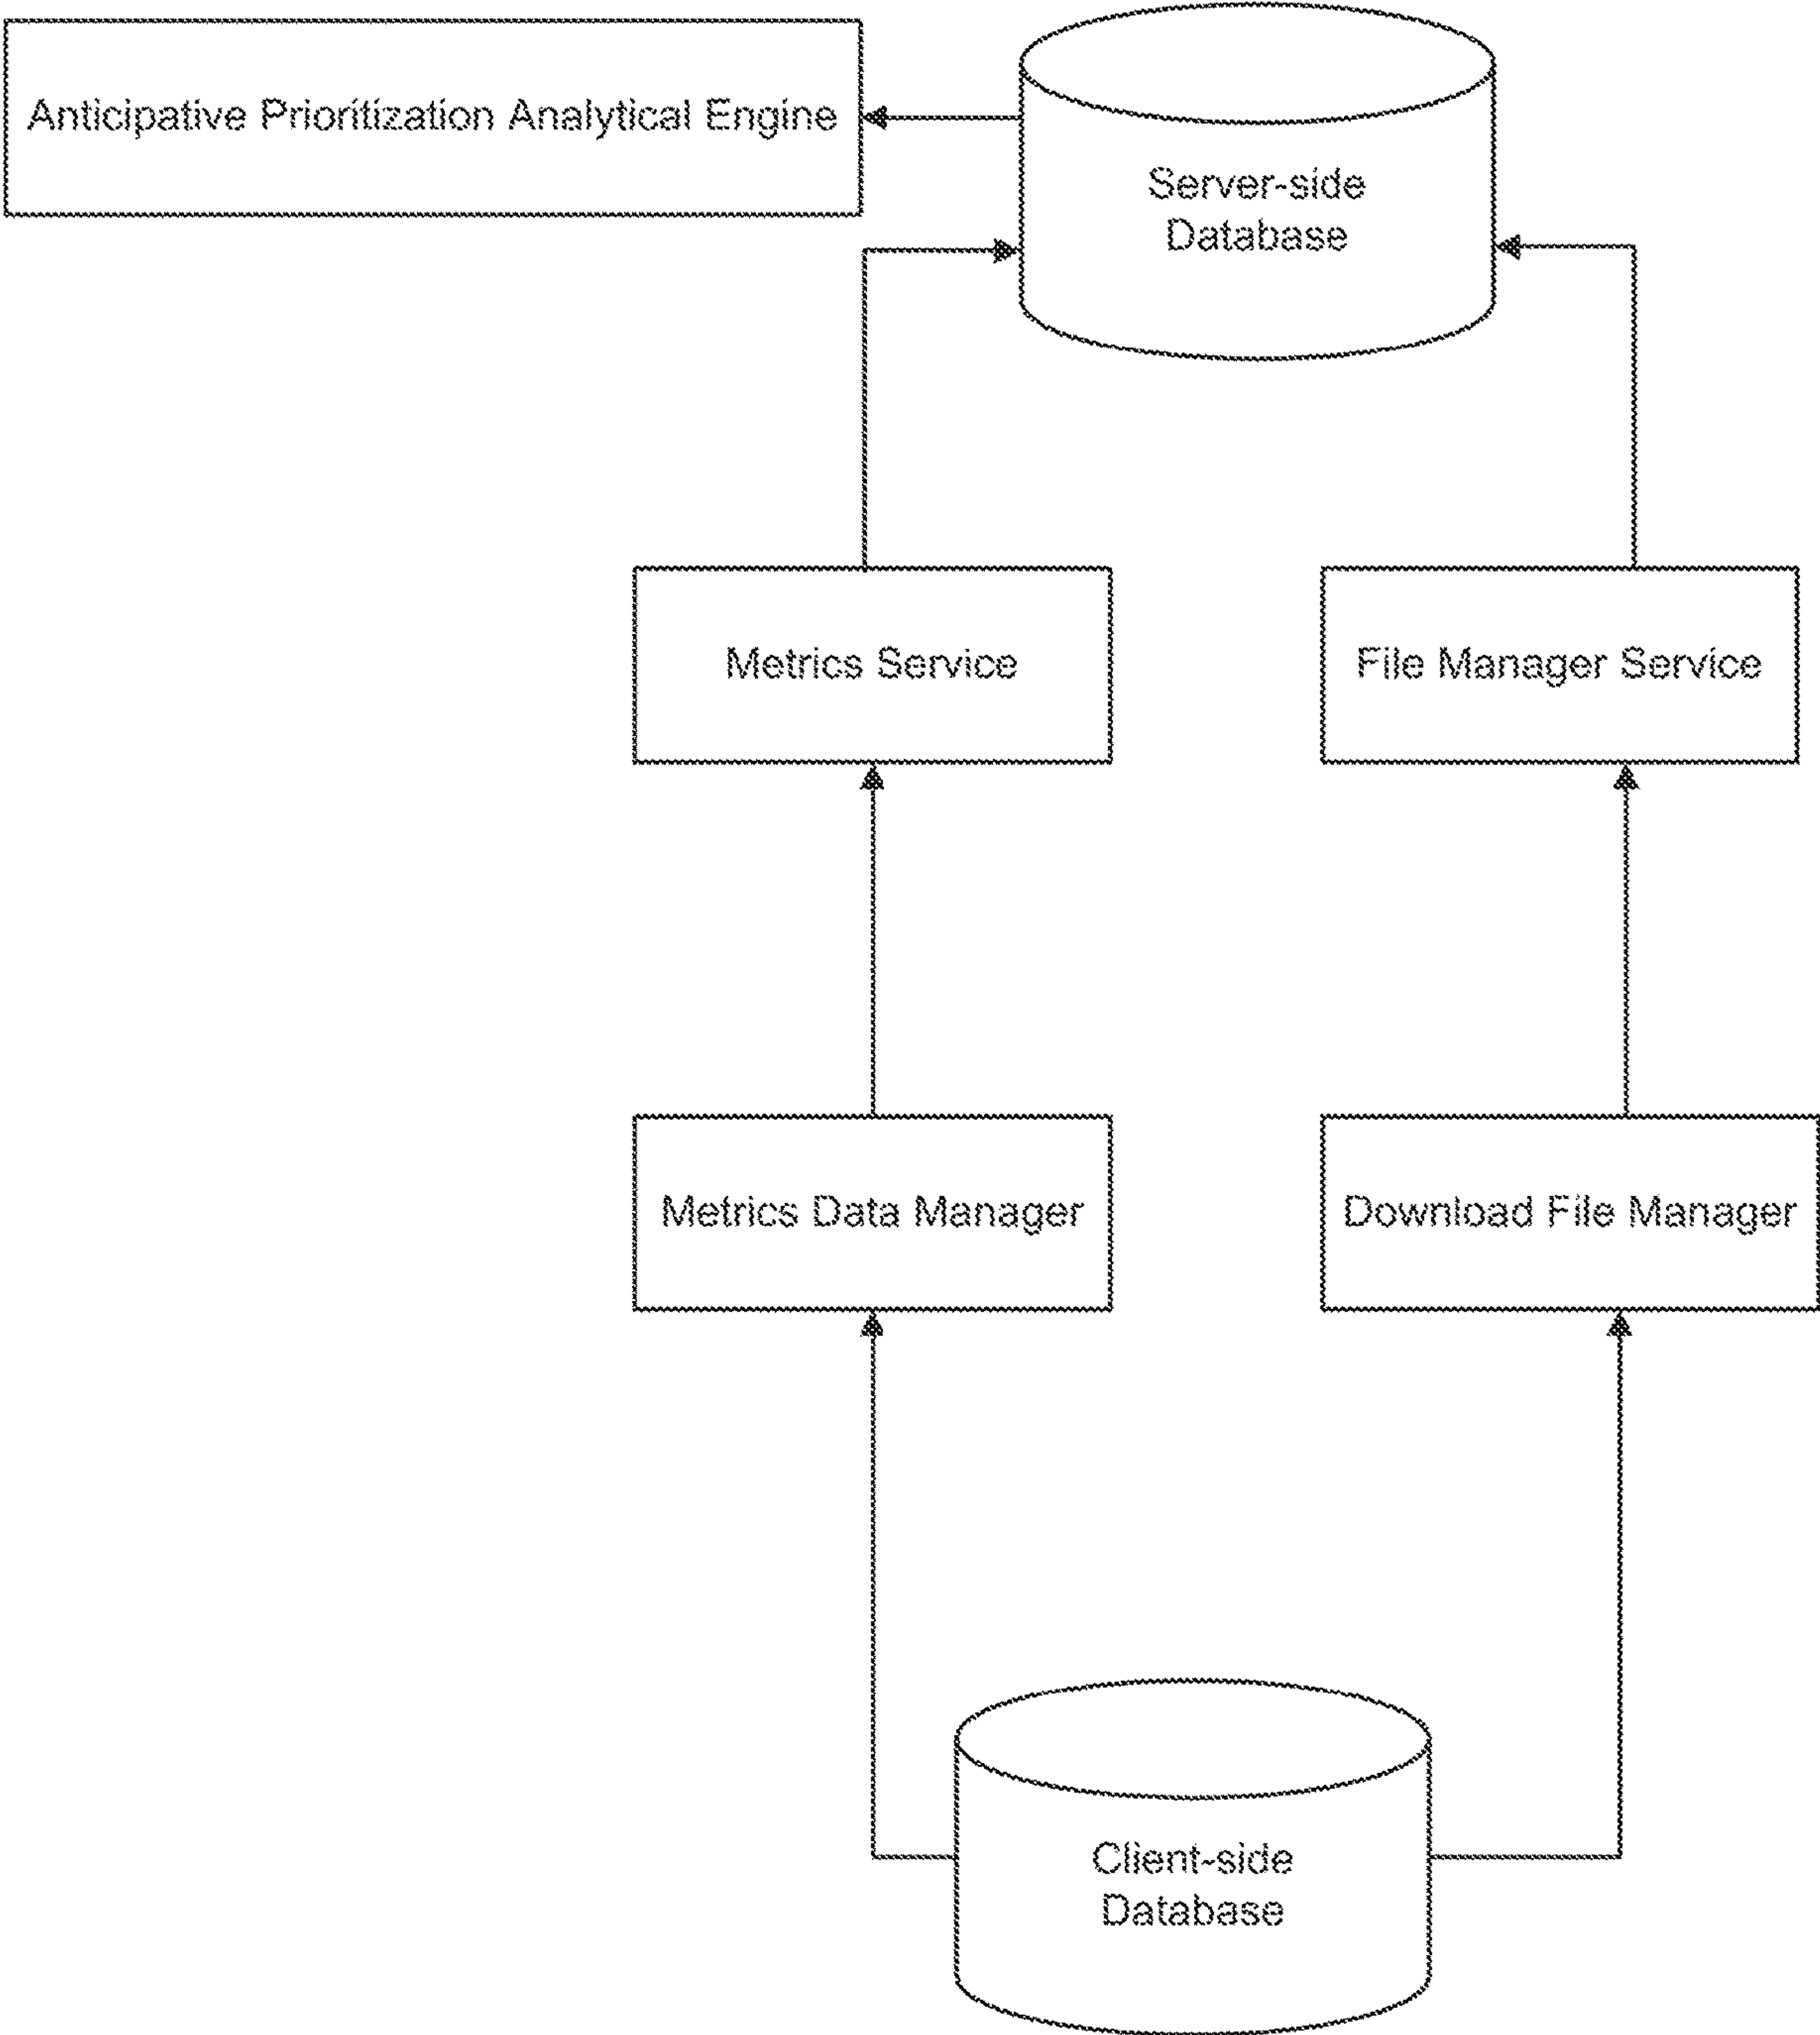 Anticipative Prioritization Analytical Engine
Server-side
Database
Metrics Service
File Manager Service
Metrics Data Manager
Download File Manager
Client-side
Database